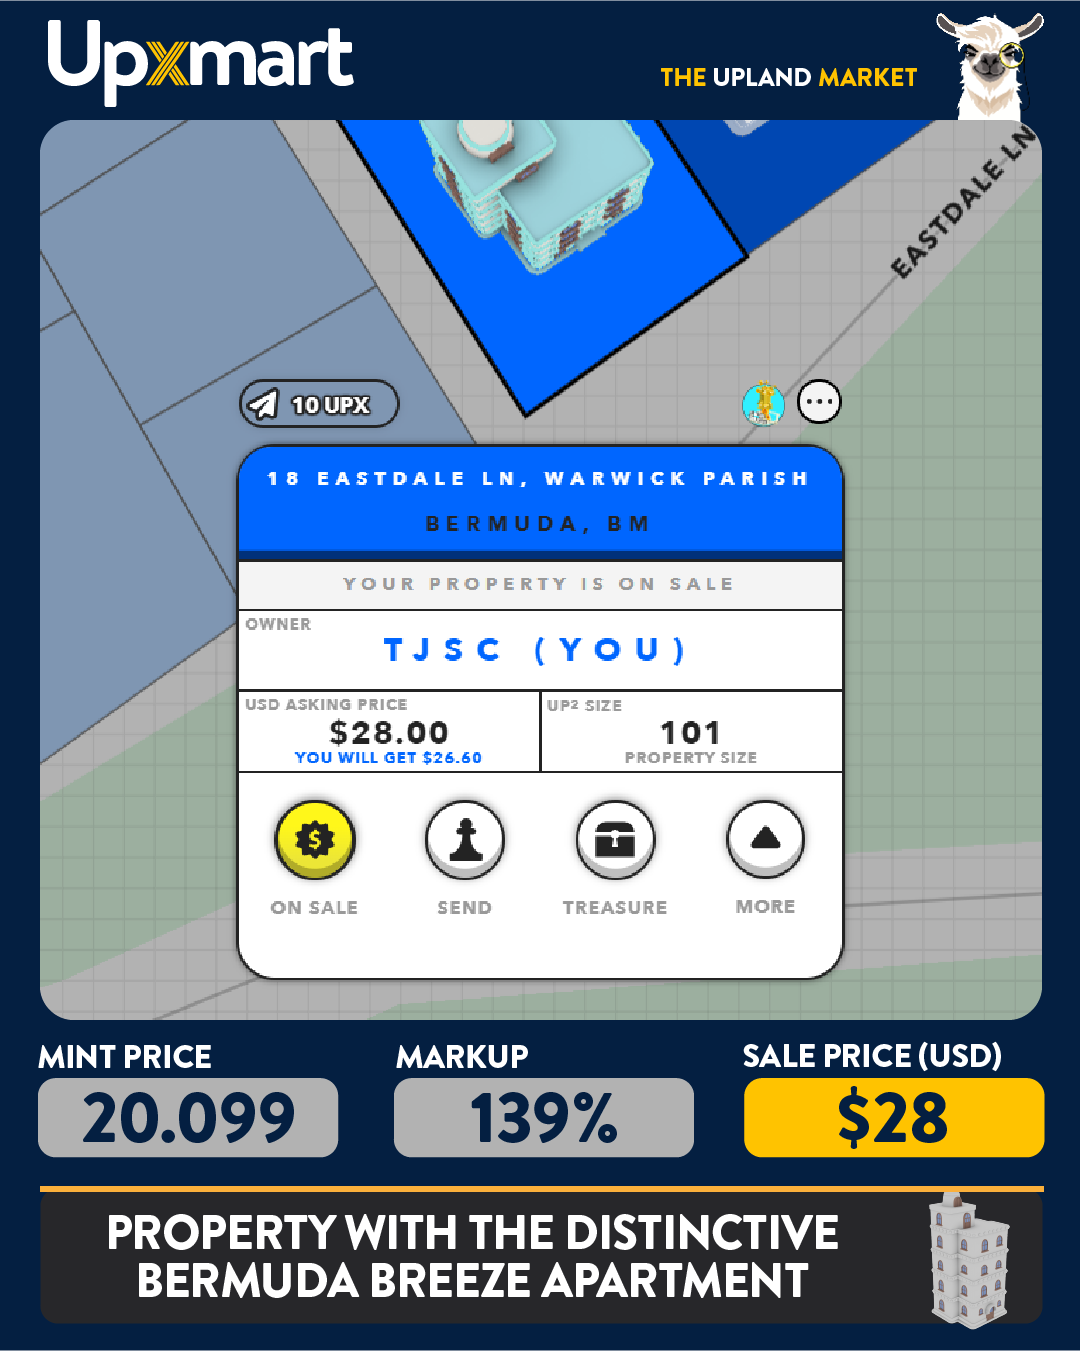 Upxmart
THE UPLAND MARKET
EASTDALE LN
10 UPX
18 EASTDALE LN, WARWICK PARISH
BERMUDA, BM
YOUR PROPERTY IS ON SALE
OWNER
TJSC (YOU)
USD ASKING PRICE
$28.00
YOU WILL GET $26.60
UP² SIZE
101
PROPERTY SIZE
ON SALE
SEND
TREASURE
MORE
MINT PRICE
20.099
MARKUP
139%
SALE PRICE (USD)
$28
PROPERTY WITH THE DISTINCTIVE
BERMUDA BREEZE APARTMENT